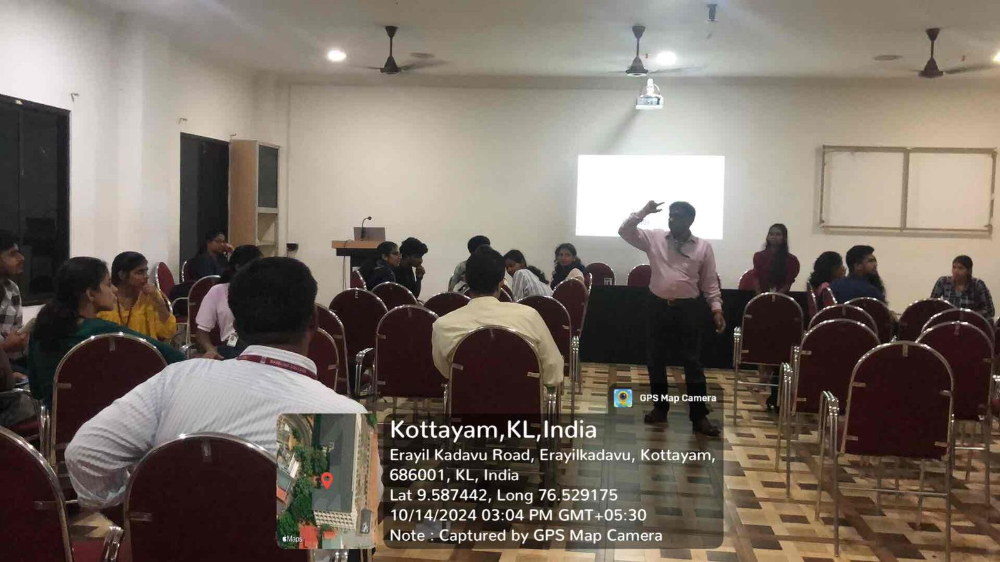 GPS Map Camera
Kottayam,KL,India
Erayil Kadavu Road, Erayilkadavu, Kottayam,
686001, KL, India
Lat 9.587442, Long 76.529175
10/14/2024 03:04 PM GMT+05:30
Note : Captured by GPS Map Camera
Maps